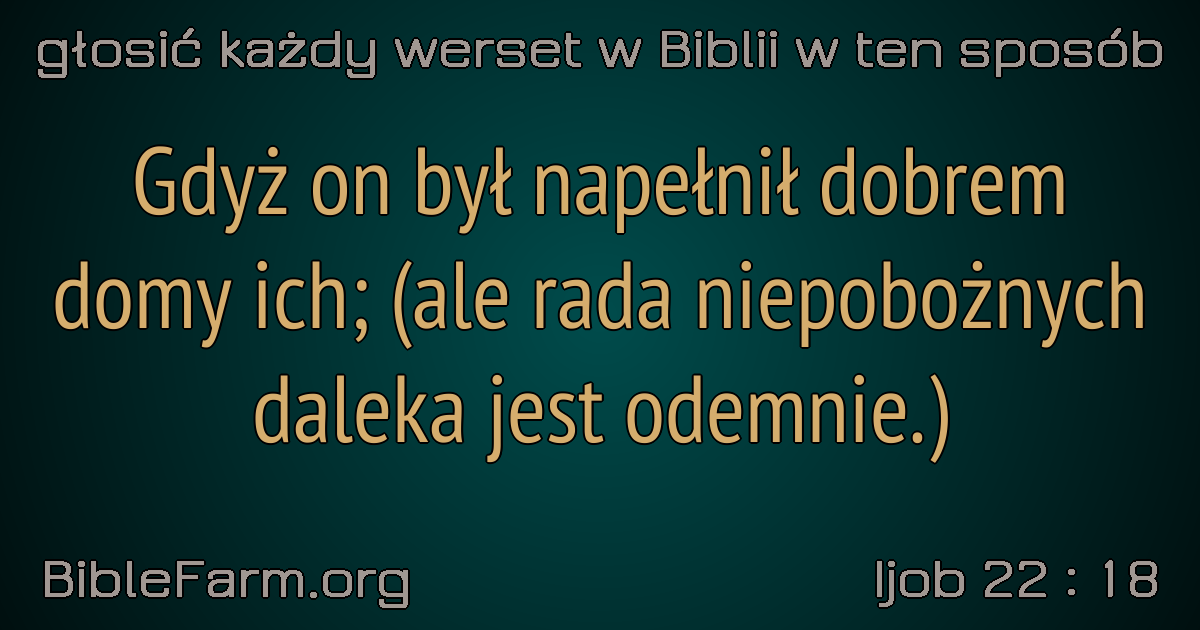 głosić każdy werset w Biblii w ten sposób
Gdyż on był napełnił dobrem
domy ich; (ale rada niepobożnych
daleka jest odemnie.)
BibleFarm.org
Ijob 22 : 18